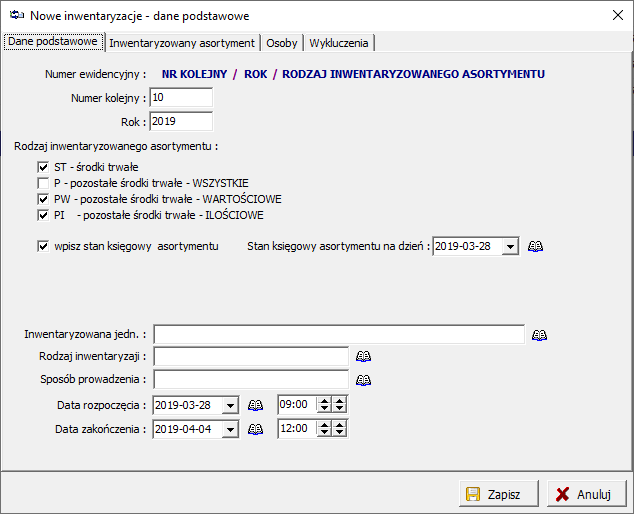 Nowe inwentaryzacje - dane podstawowe
Dane podstawowe Inwentaryzowany asortyment Osoby Wykluczenia
Numer ewidencyjny : NR KOLEJNY / ROK / RODZAJ INWENTARYZOWANEGO ASORTYMENTU
Numer kolejny : 10
Rok : 2019
Rodzaj inwentaryzowanego asortymentu :
ST - środki trwałe
P - pozostałe środki trwałe - WSZYSTKIE
PW - pozostałe środki trwałe - WARTOŚCIOWE
PI - pozostałe środki trwałe - ILOŚCIOWE
wpisz stan księgowy asortymentu Stan księgowy asortymentu na dzień : 2019-03-28
Inwentaryzowana jedn. :
Rodzaj inwentaryzaji :
Sposób prowadzenia :
Data rozpoczęcia : 2019-03-28 09:00
Data zakończenia : 2019-04-04 12:00
Zapisz Anuluj